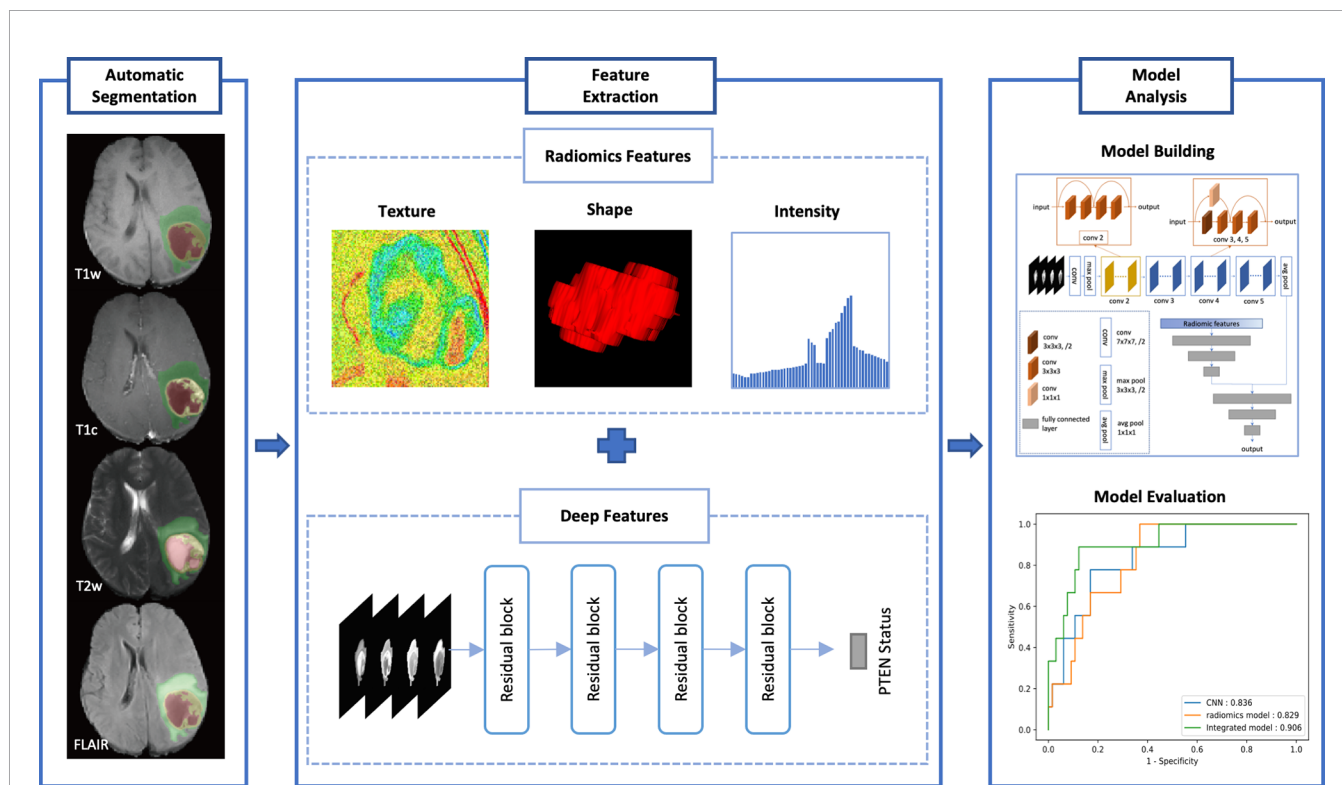 Automatic
Segmentation
T1w
T1c
T2w
FLAIR
Feature
Extraction
Radiomics Features
Texture
Shape
Intensity
Deep Features
Residual block
Residual block
Residual block
Residual block
PTEN Status
Model
Analysis
Model Building
input
output
conv 2
input
output
conv 3, 4, 5
conv
max pool
conv 2
conv 3
conv 4
conv 5
avg pool
conv
3x3x3, /2
conv
3x3x3
conv
1x1x1
fully connected
layer
conv
conv
7x7x7, /2
max pool
max pool
3x3x3, /2
avg pool
avg pool
1x1x1
Radiomic features
output
Model Evaluation
Sensitivity
1.0
0.8
0.6
0.4
0.2
0.0
CNN : 0.836
radiomics model : 0.829
Integrated model : 0.906
0.0
0.2
0.4
0.6
0.8
1.0
1 - Specificity